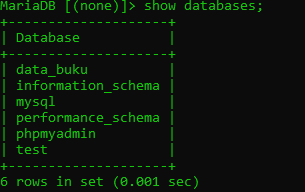 MariaDB [(none)]> show databases;
+--------------------+
| Database           |
+--------------------+
| data_buku          |
| information_schema |
| mysql              |
| performance_schema |
| phpmyadmin         |
| test               |
+--------------------+
6 rows in set (0.001 sec)